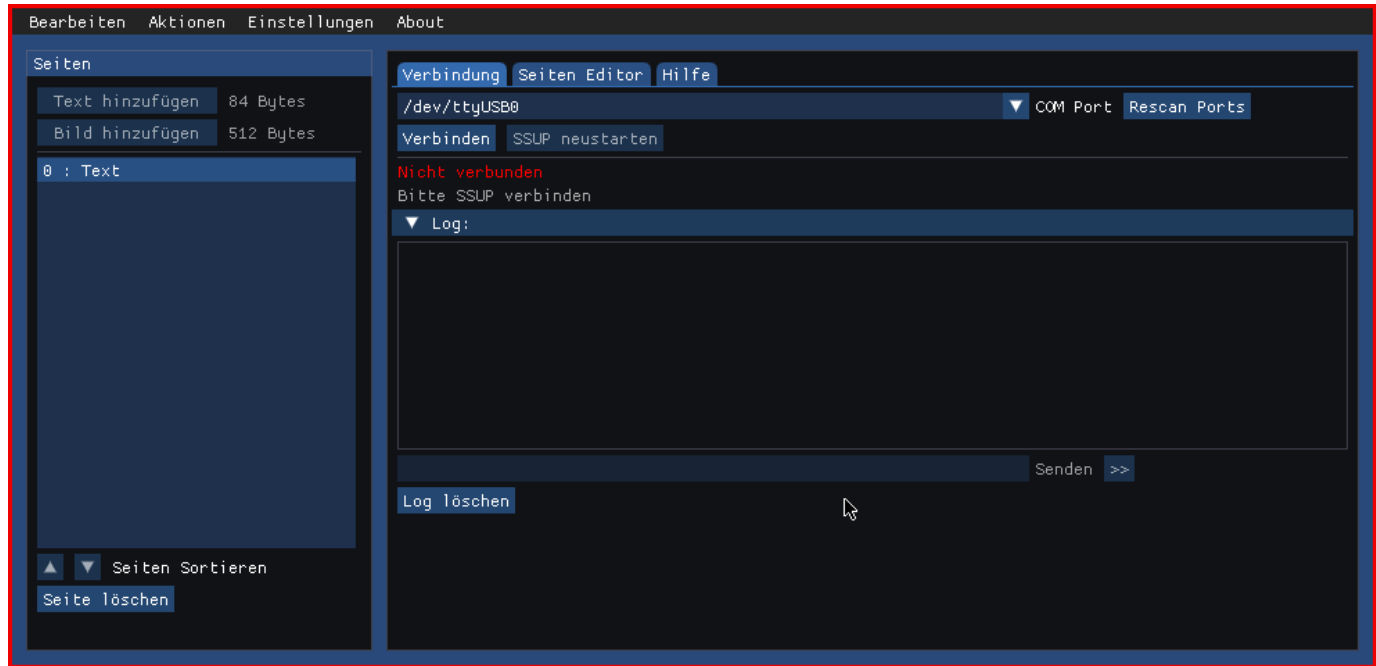 Bearbeiten Aktionen Einstellungen About
Seiten
Text hinzufügen 84 Bytes
Bild hinzufügen 512 Bytes
0 : Text
Seiten Sortieren
Seite löschen
Verbindung Seiten Editor Hilfe
/dev/ttyUSB0 COM Port Rescan Ports
Verbinden SSUP neustarten
Nicht verbunden
Bitte SSUP verbinden
Log:
Senden >>
Log löschen